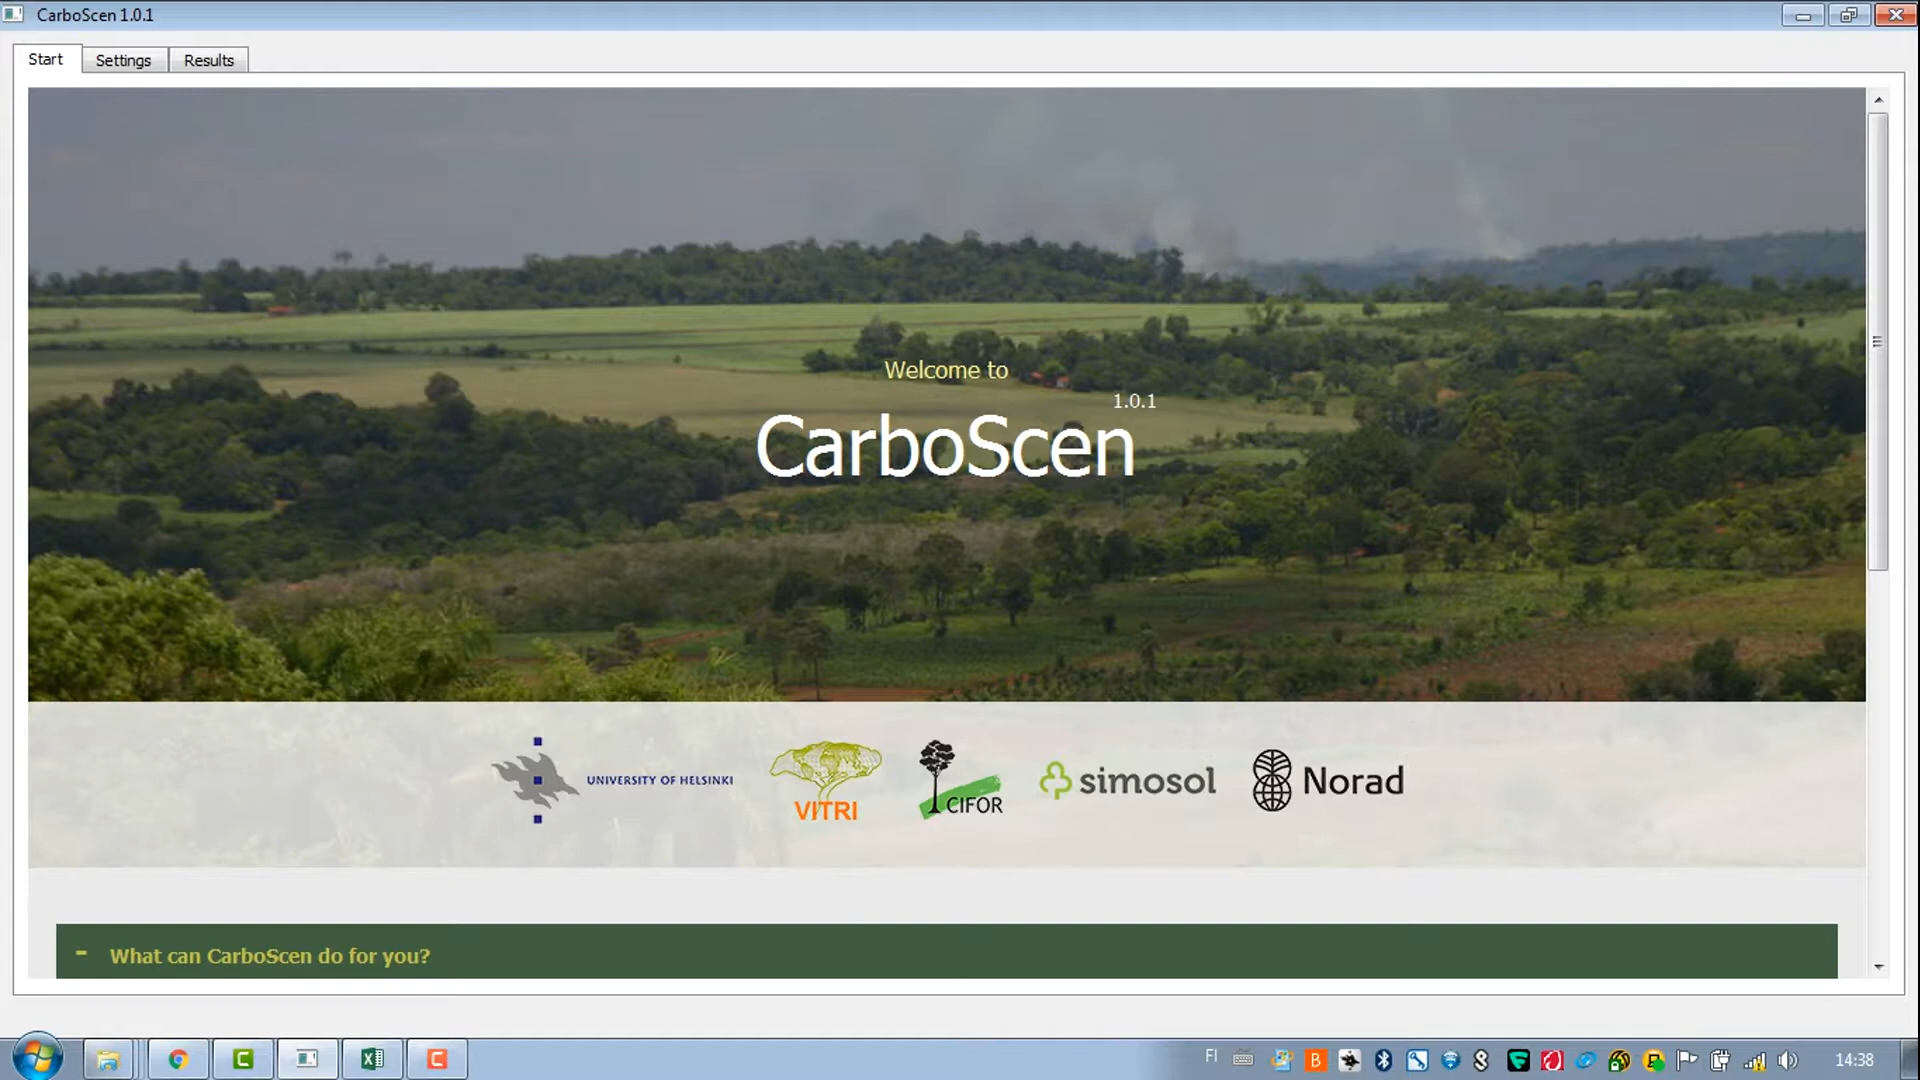 CarboScen 1.0.1
Start
Settings
Results
Welcome to
1.0.1
CarboScen
UNIVERSITY OF HELSINKI
VITRI
CIFOR
simosol
Norad
- What can CarboScen do for you?
FI
14:38